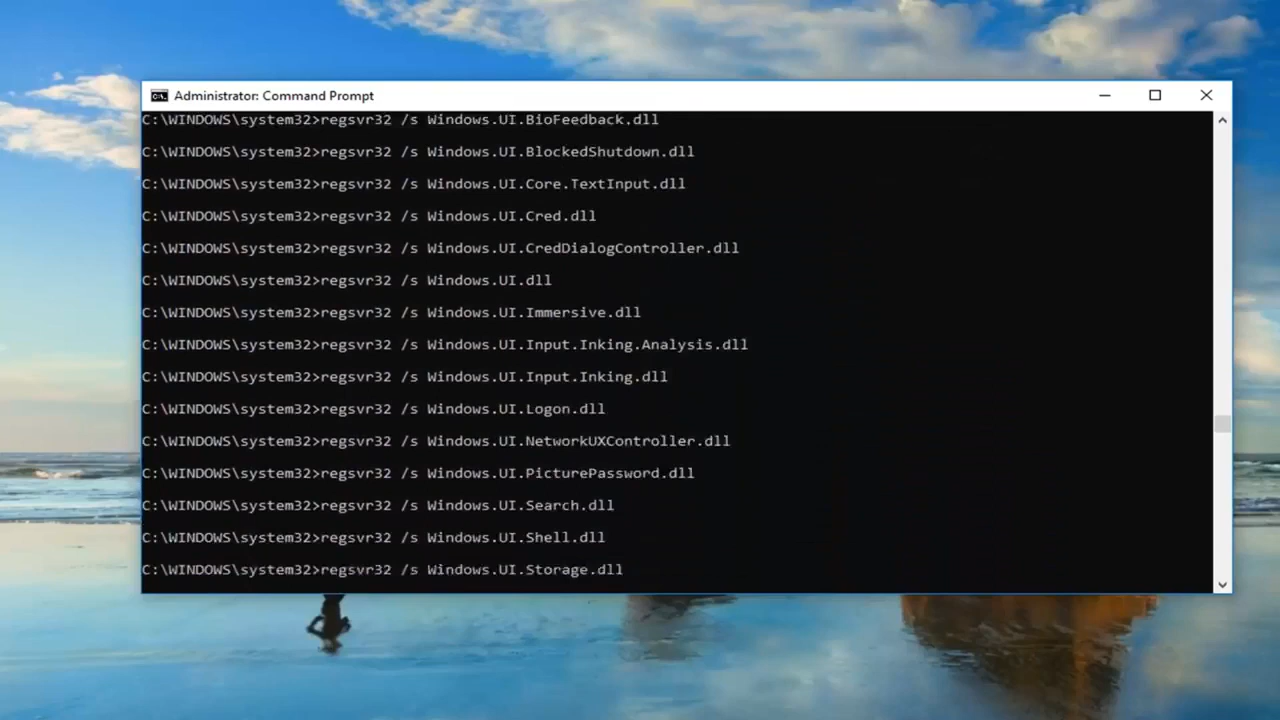 Administrator: Command Prompt
C:\WINDOWS\system32>regsvr32 /s Windows.UI.BioFeedback.dll
C:\WINDOWS\system32>regsvr32 /s Windows.UI.BlockedShutdown.dll
C:\WINDOWS\system32>regsvr32 /s Windows.UI.Core.TextInput.dll
C:\WINDOWS\system32>regsvr32 /s Windows.UI.Cred.dll
C:\WINDOWS\system32>regsvr32 /s Windows.UI.CredDialogController.dll
C:\WINDOWS\system32>regsvr32 /s Windows.UI.dll
C:\WINDOWS\system32>regsvr32 /s Windows.UI.Immersive.dll
C:\WINDOWS\system32>regsvr32 /s Windows.UI.Input.Inking.Analysis.dll
C:\WINDOWS\system32>regsvr32 /s Windows.UI.Input.Inking.dll
C:\WINDOWS\system32>regsvr32 /s Windows.UI.Logon.dll
C:\WINDOWS\system32>regsvr32 /s Windows.UI.NetworkUXController.dll
C:\WINDOWS\system32>regsvr32 /s Windows.UI.PicturePassword.dll
C:\WINDOWS\system32>regsvr32 /s Windows.UI.Search.dll
C:\WINDOWS\system32>regsvr32 /s Windows.UI.Shell.dll
C:\WINDOWS\system32>regsvr32 /s Windows.UI.Storage.dll